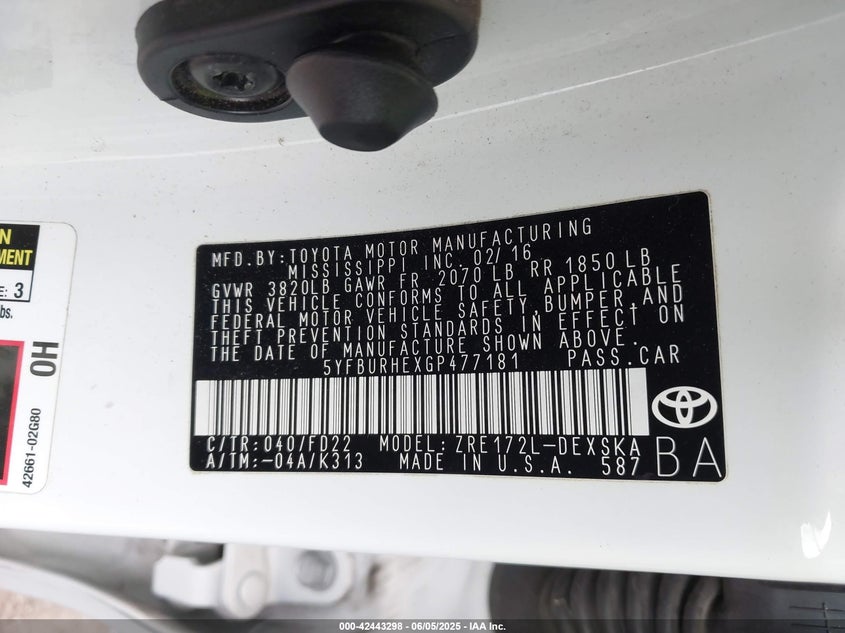 MFD. BY: TOYOTA MOTOR MANUFACTURING
MISSISSIPPI INC. 02/16
GVWR 3820LB GAWR FR 2070 LB RR 1850 LB
THIS VEHICLE CONFORMS TO ALL APPLICABLE
FEDERAL MOTOR VEHICLE SAFETY, BUMPER, AND
THEFT PREVENTION STANDARDS IN EFFECT ON
THE DATE OF MANUFACTURE SHOWN ABOVE.
5YFBURHEXGP477181 PASS. CAR
C/TR: 040/FD22 MODEL: ZRE172L-DEXSKA
A/TM: -04A/K313 MADE IN U.S.A. 587
BA
3
bs.
OH
42661-02G80
000-42443298 - 06/05/2025 - IAA Inc.